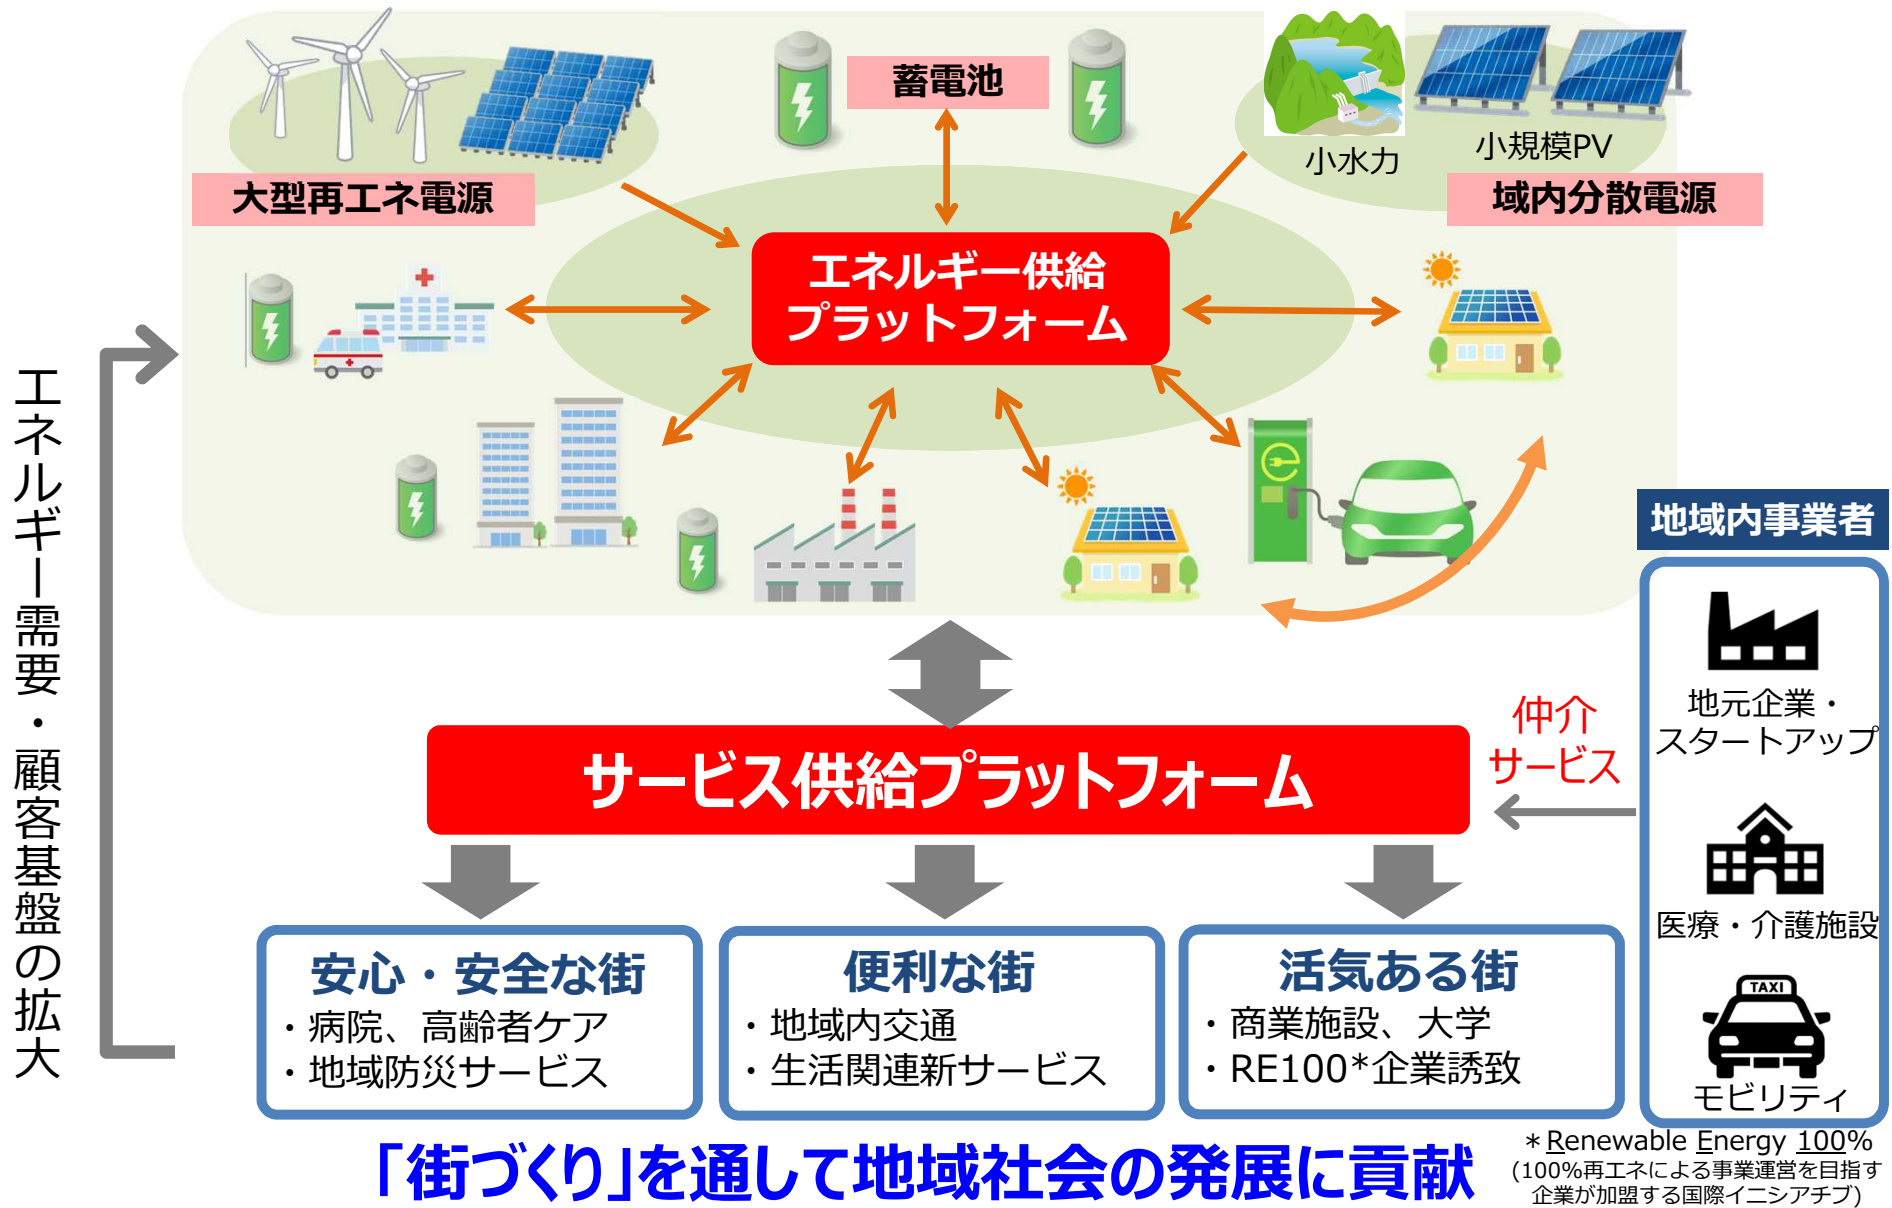 蓄電池
小水力
小規模PV
大型再エネ電源
域内分散電源
エネルギー供給
プラットフォーム
エネルギー需要・顧客基盤の拡大
地域内事業者
地元企業・
スタートアップ
医療・介護施設
TAXI
モビリティ
仲介
サービス
サービス供給プラットフォーム
安心・安全な街
・病院、高齢者ケア
・地域防災サービス
便利な街
・地域内交通
・生活関連新サービス
活気ある街
・商業施設、大学
・RE100*企業誘致
「街づくり」を通して地域社会の発展に貢献
＊Renewable Energy 100%
(100%再エネによる事業運営を目指す
企業が加盟する国際イニシアチブ)